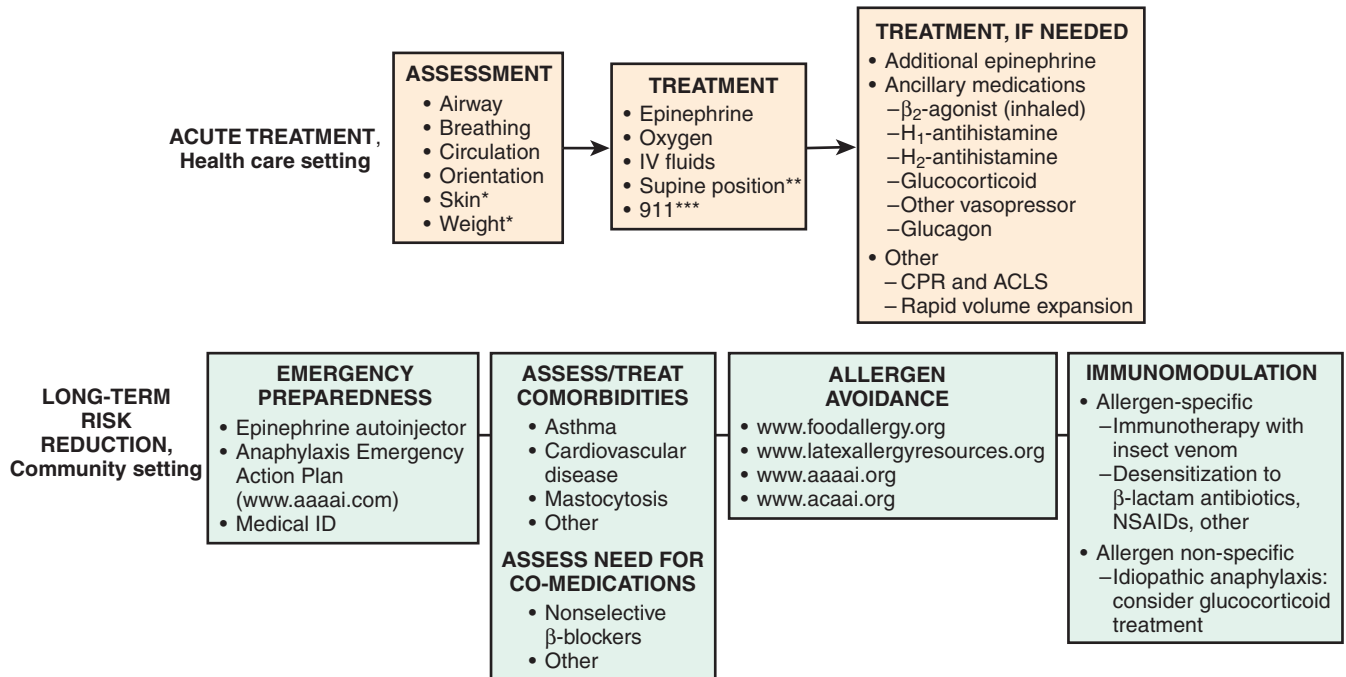 ACUTE TREATMENT,
Health care setting
ASSESSMENT
• Airway
• Breathing
• Circulation
• Orientation
• Skin*
• Weight*
TREATMENT
• Epinephrine
• Oxygen
• IV fluids
• Supine position**
• 911***
TREATMENT, IF NEEDED
• Additional epinephrine
• Ancillary medications
–β2-agonist (inhaled)
–H1-antihistamine
–H2-antihistamine
–Glucocorticoid
–Other vasopressor
–Glucagon
• Other
– CPR and ACLS
– Rapid volume expansion
LONG-TERM
RISK
REDUCTION,
Community setting
EMERGENCY
PREPAREDNESS
• Epinephrine autoinjector
• Anaphylaxis Emergency
Action Plan
(www.aaaai.com)
• Medical ID
ASSESS/TREAT
COMORBIDITIES
• Asthma
• Cardiovascular
disease
• Mastocytosis
• Other
ASSESS NEED FOR
CO-MEDICATIONS
• Nonselective
β-blockers
• Other
ALLERGEN
AVOIDANCE
• www.foodallergy.org
• www.latexallergyresources.org
• www.aaaai.org
• www.acaai.org
IMMUNOMODULATION
• Allergen-specific
–Immunotherapy with
insect venom
–Desensitization to
β-lactam antibiotics,
NSAIDs, other
• Allergen non-specific
–Idiopathic anaphylaxis:
consider glucocorticoid
treatment